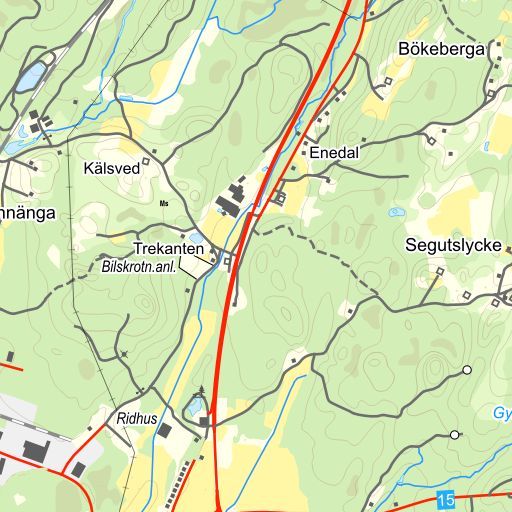 Bökeberga
Enedal
Kälsved
Ms
nnänga
Trekanten
Segutslycke
Bilskrotn.anl.
Ridhus
Gy
15